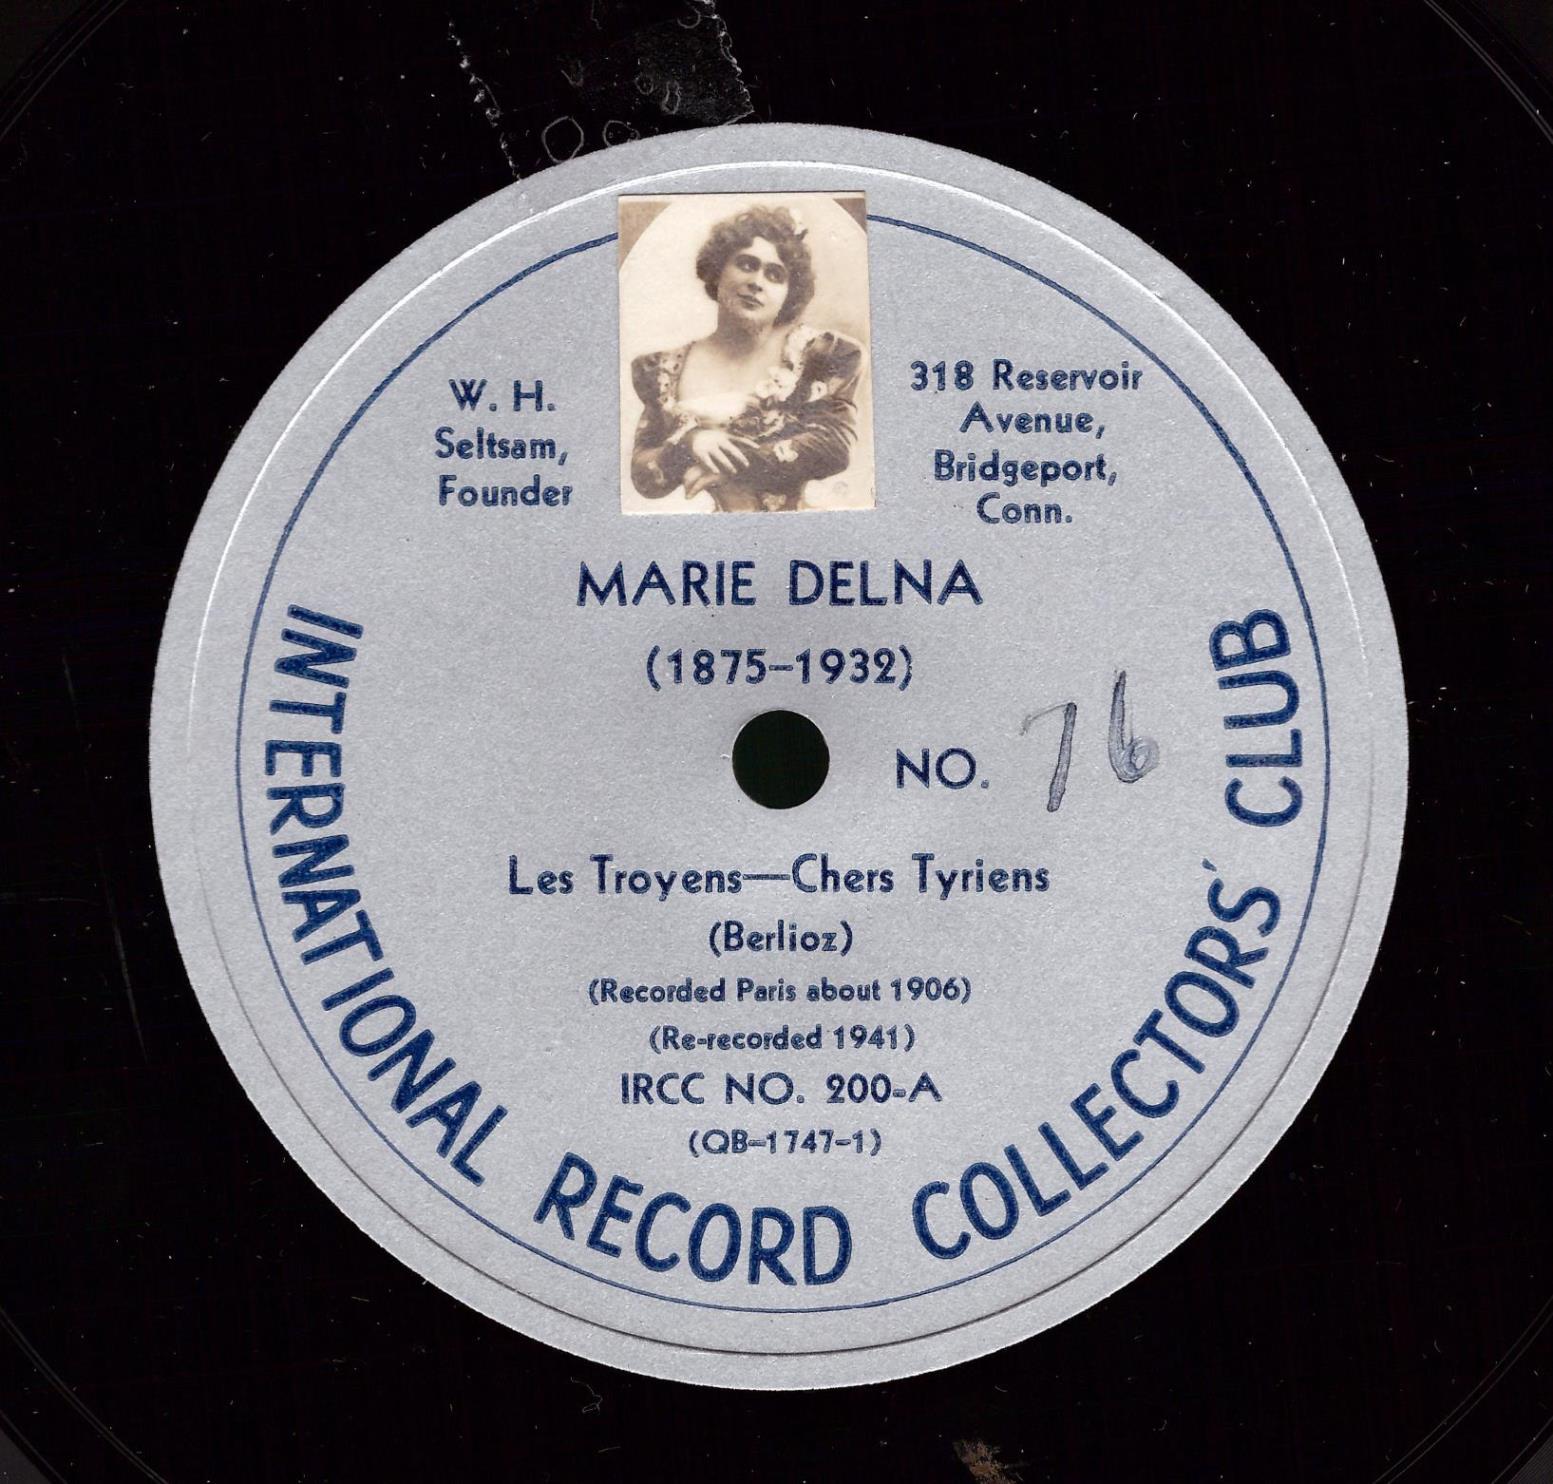 W. H.
Seltsam,
Founder
318 Reservoir
Avenue,
Bridgeport,
Conn.
MARIE DELNA
(1875–1932)
NO. 76
Les Troyens—Chers Tyriens
(Berlioz)
(Recorded Paris about 1906)
(Re-recorded 1941)
IRCC NO. 200-A
(QB-1747-1)
INTERNATIONAL RECORD COLLECTORS' CLUB